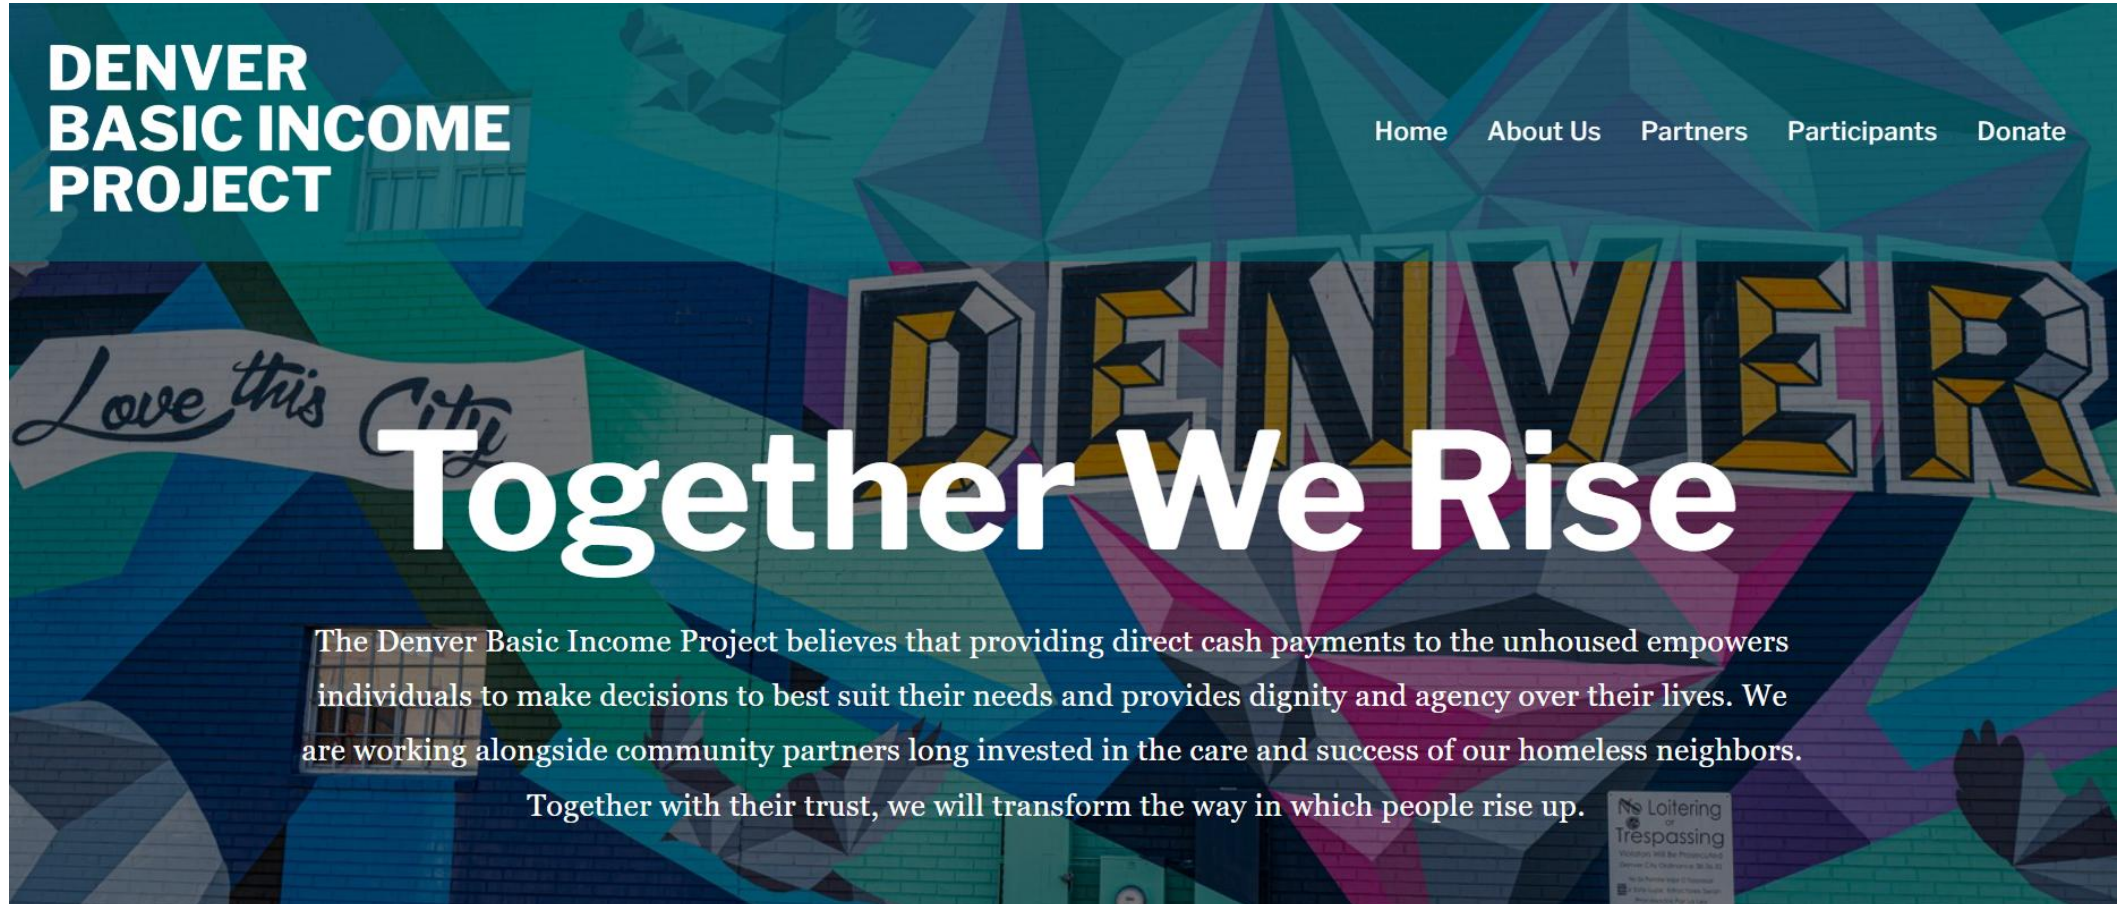 DENVER
BASIC INCOME
PROJECT
Home About Us Partners Participants Donate
DENVER
Love this City
Together We Rise
The Denver Basic Income Project believes that providing direct cash payments to the unhoused empowers
individuals to make decisions to best suit their needs and provides dignity and agency over their lives. We
are working alongside community partners long invested in the care and success of our homeless neighbors.
Together with their trust, we will transform the way in which people rise up.
No Loitering
or
Trespassing
Violators Will Be Prosecuted